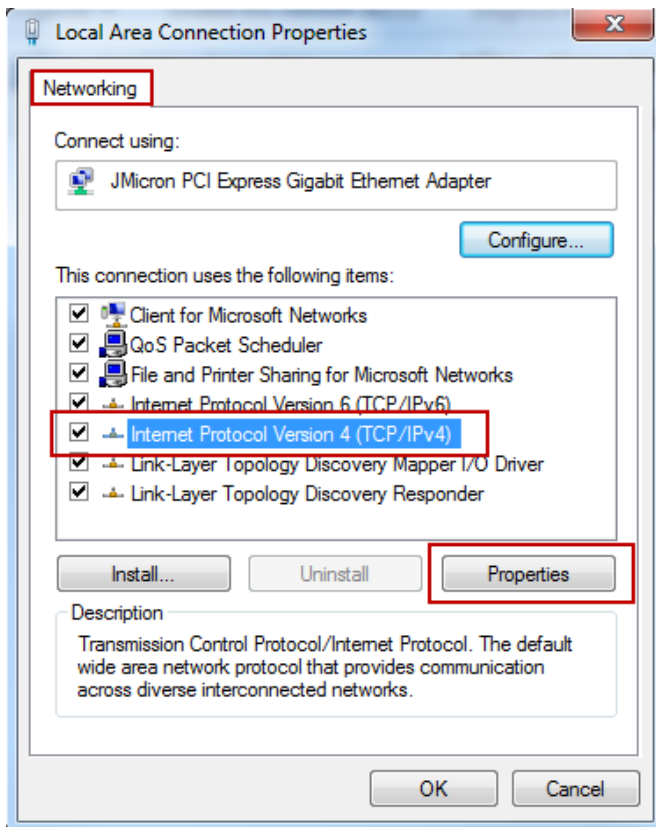 Local Area Connection Properties
Networking
Connect using:
JMicron PCI Express Gigabit Ethernet Adapter
Configure...
This connection uses the following items:
Client for Microsoft Networks
QoS Packet Scheduler
File and Printer Sharing for Microsoft Networks
Internet Protocol Version 6 (TCP/IPv6)
Internet Protocol Version 4 (TCP/IPv4)
Link-Layer Topology Discovery Mapper I/O Driver
Link-Layer Topology Discovery Responder
Install... Uninstall Properties
Description
Transmission Control Protocol/Internet Protocol. The default
wide area network protocol that provides communication
across diverse interconnected networks.
OK Cancel